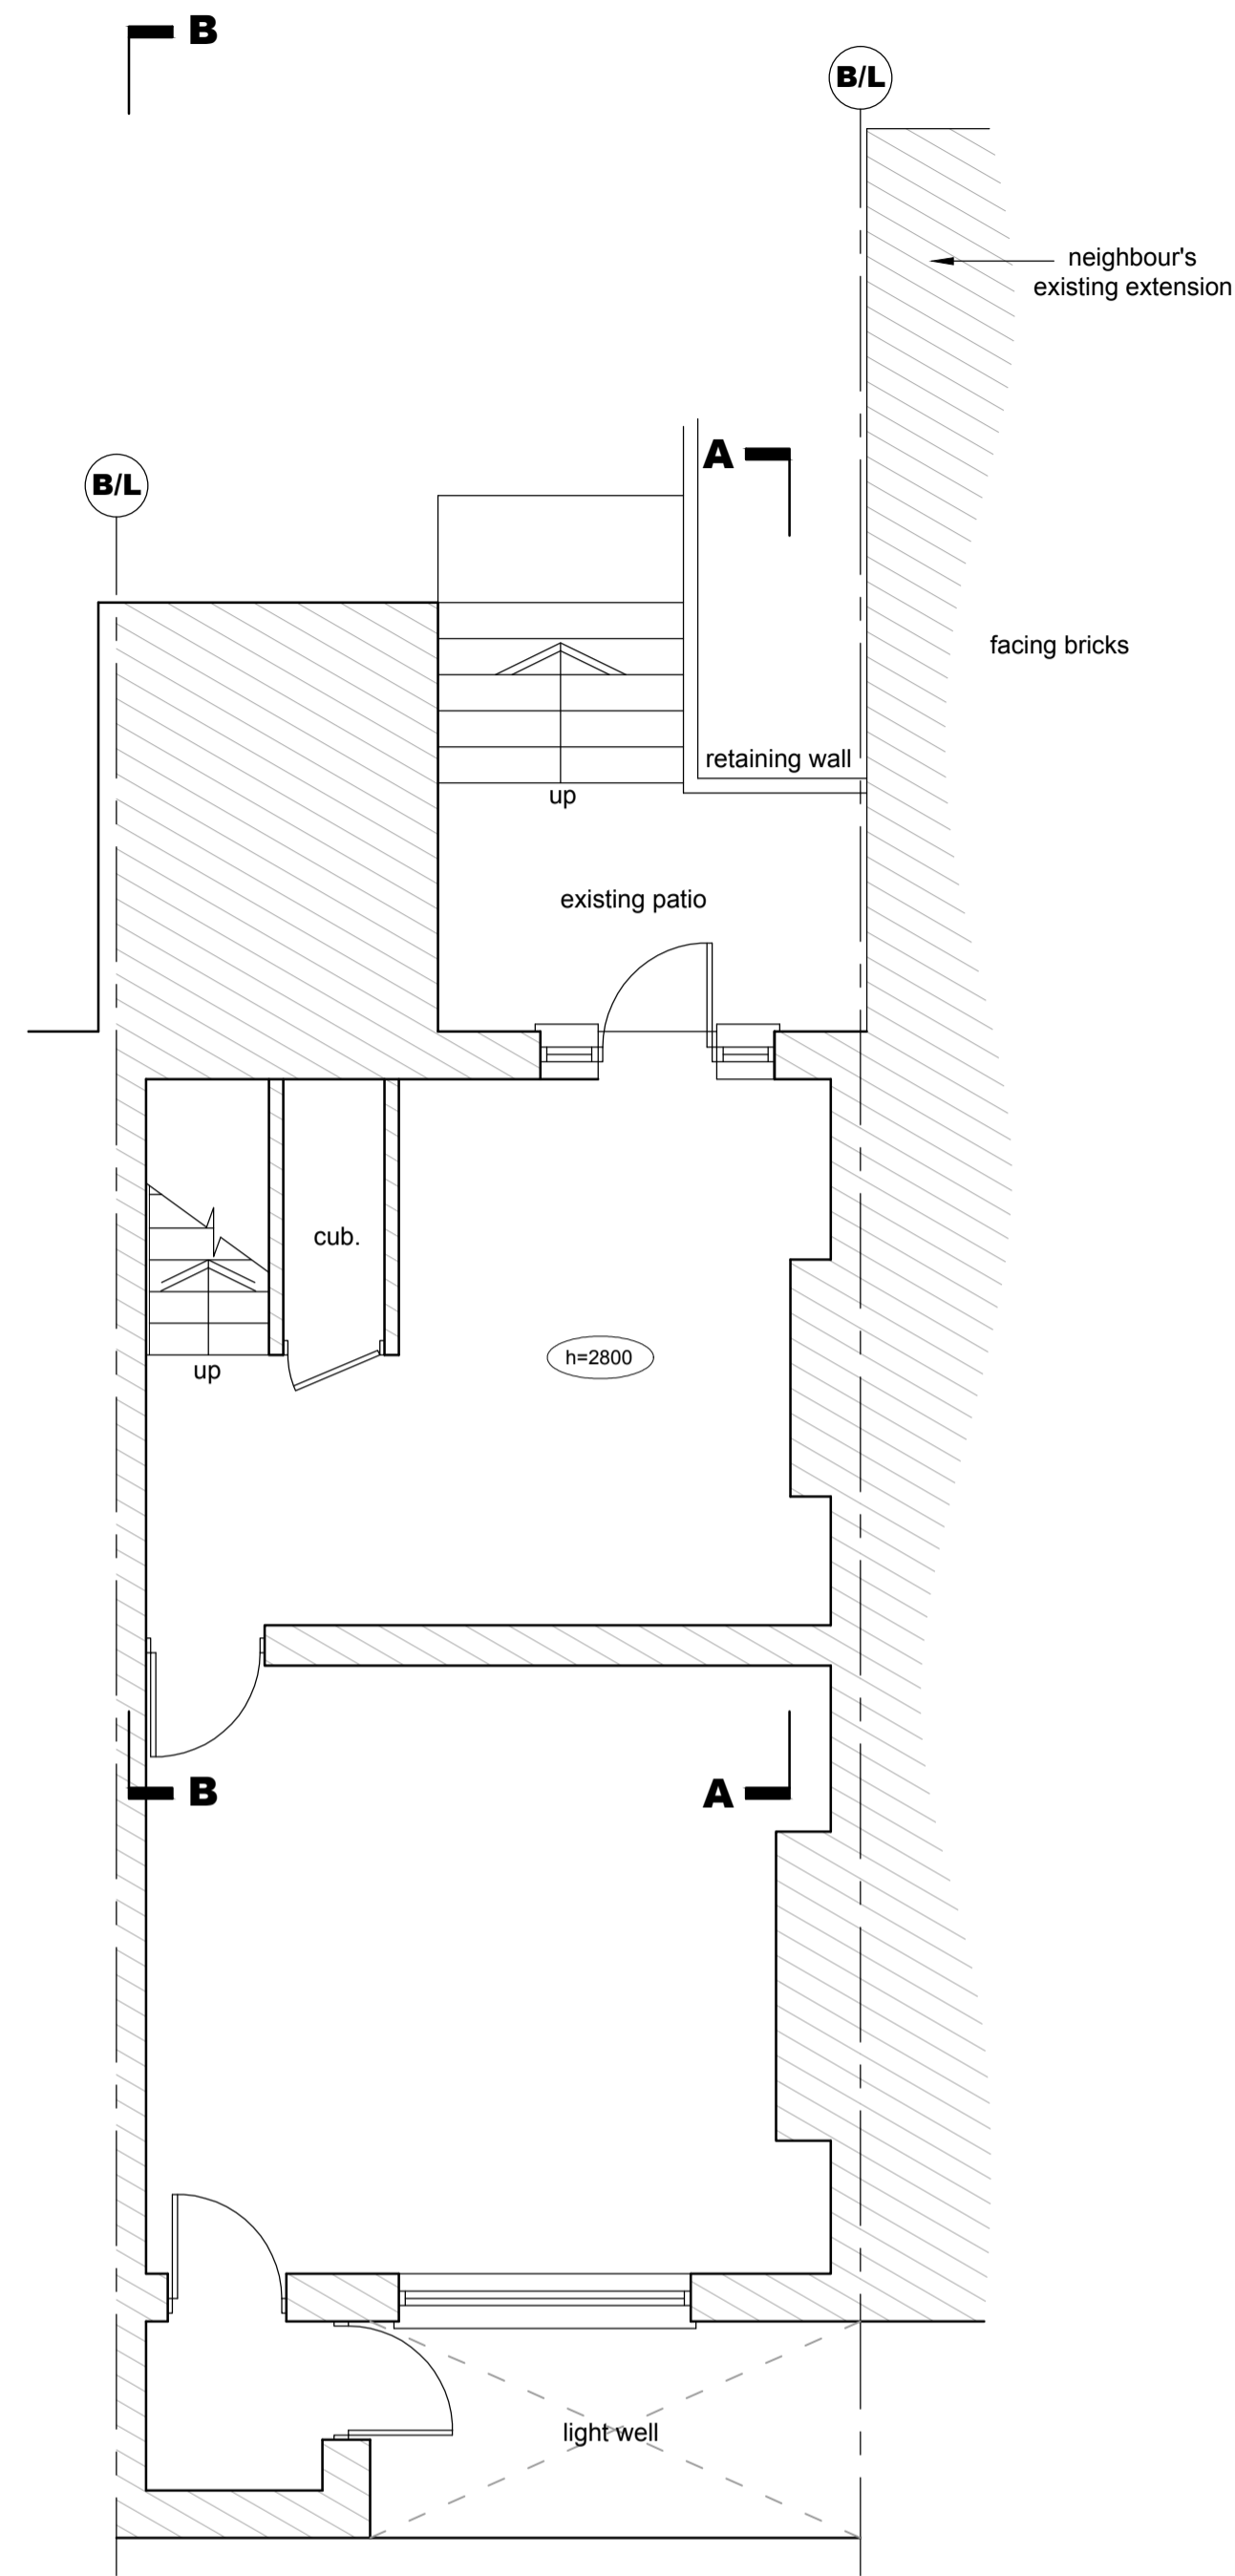 B
B/L
neighbour's
existing extension
A
B/L
facing bricks
retaining wall
up
existing patio
cub.
h=2800
up
B
A
light well